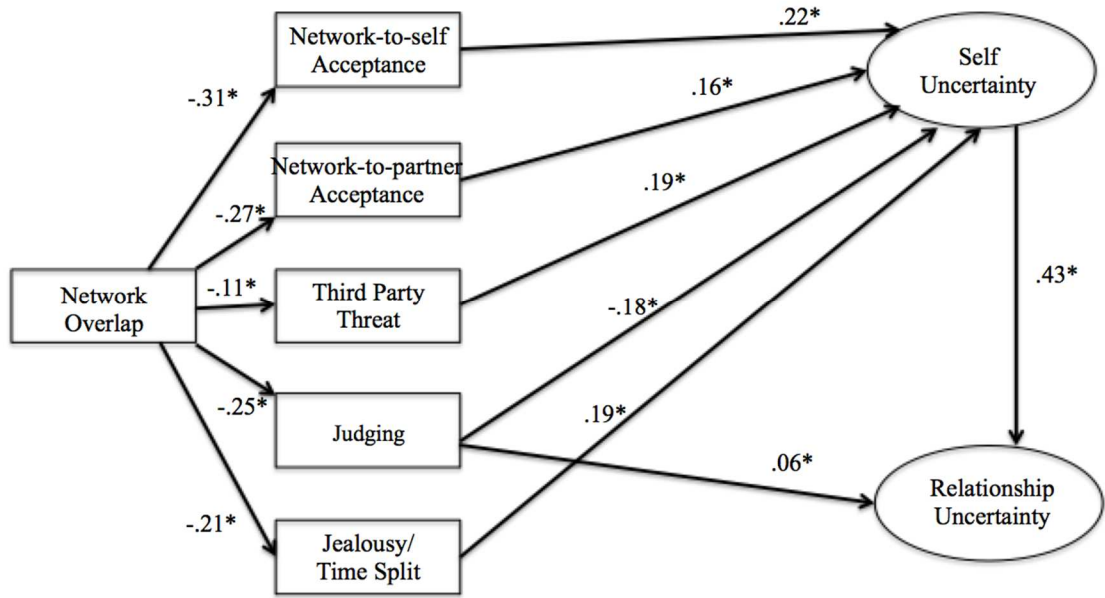 Network-to-self
Acceptance
.22*
Self
Uncertainty
-.31*
.16*
Network-to-partner
Acceptance
.19*
-.27*
Network
Overlap
-.11*
Third Party
Threat
-.18*
.43*
-.25*
Judging
.19*
.06*
Relationship
Uncertainty
-.21*
Jealousy/
Time Split